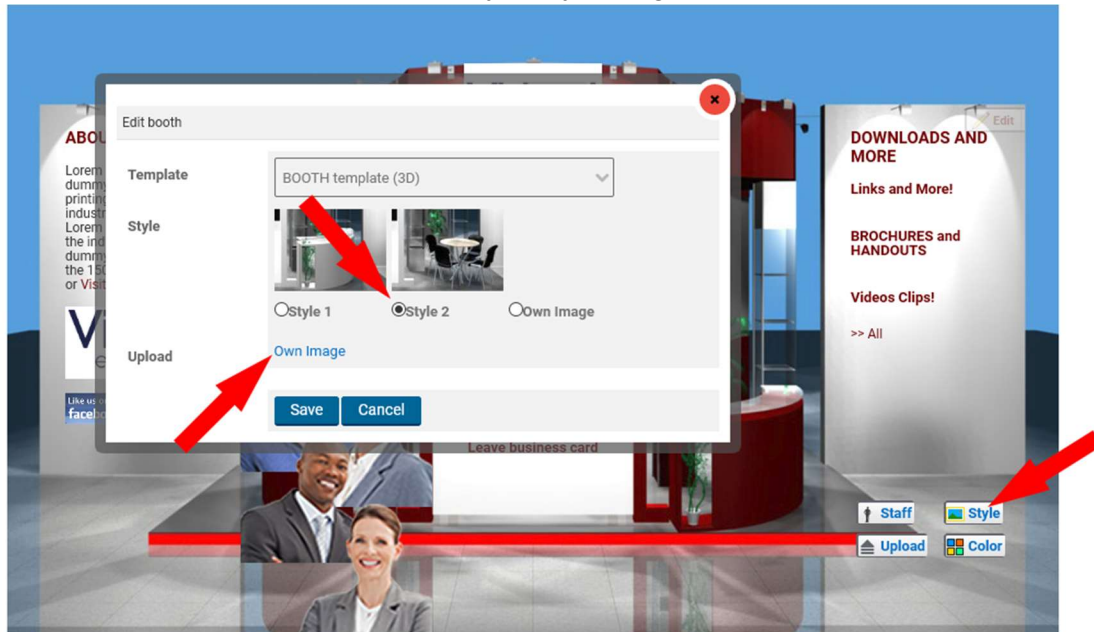 Edit booth
Template
BOOTH template (3D)
Style
Style 1
Style 2
Own Image
Upload
Own Image
Save
Cancel
ABOU
Lorem
dummy
printing
industr
Lorem
the ind
dummy
the 150
or Visit
Vi
e
Like us o
facebo
Leave business card
Edit
DOWNLOADS AND
MORE
Links and More!
BROCHURES and
HANDOUTS
Videos Clips!
>> All
Staff
Style
Upload
Color